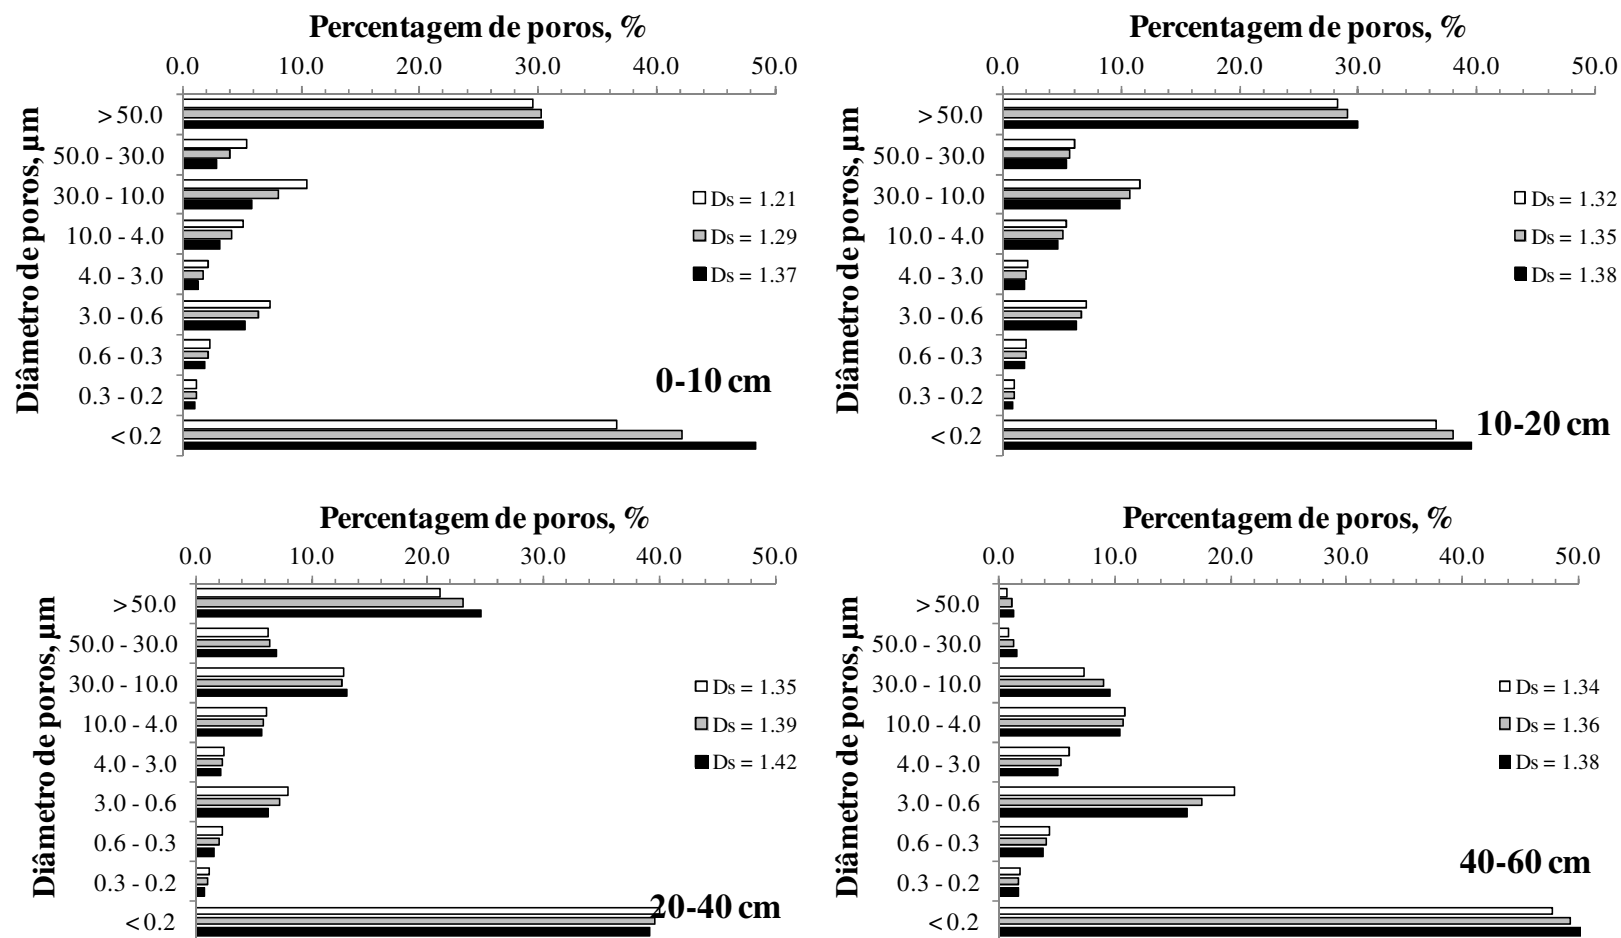 Percentagem de poros, %
0.0 10.0 20.0 30.0 40.0 50.0
Diâmetro de poros, µm
> 50.0
50.0 - 30.0
30.0 - 10.0
10.0 - 4.0
4.0 - 3.0
3.0 - 0.6
0.6 - 0.3
0.3 - 0.2
< 0.2
Ds = 1.21
Ds = 1.29
Ds = 1.37
0-10 cm
Percentagem de poros, %
0.0 10.0 20.0 30.0 40.0 50.0
Diâmetro de poros, µm
> 50.0
50.0 - 30.0
30.0 - 10.0
10.0 - 4.0
4.0 - 3.0
3.0 - 0.6
0.6 - 0.3
0.3 - 0.2
< 0.2
Ds = 1.32
Ds = 1.35
Ds = 1.38
10-20 cm
Percentagem de poros, %
0.0 10.0 20.0 30.0 40.0 50.0
Diâmetro de poros, µm
> 50.0
50.0 - 30.0
30.0 - 10.0
10.0 - 4.0
4.0 - 3.0
3.0 - 0.6
0.6 - 0.3
0.3 - 0.2
< 0.2
Ds = 1.35
Ds = 1.39
Ds = 1.42
20-40 cm
Percentagem de poros, %
0.0 10.0 20.0 30.0 40.0 50.0
Diâmetro de poros, µm
> 50.0
50.0 - 30.0
30.0 - 10.0
10.0 - 4.0
4.0 - 3.0
3.0 - 0.6
0.6 - 0.3
0.3 - 0.2
< 0.2
Ds = 1.34
Ds = 1.36
Ds = 1.38
40-60 cm